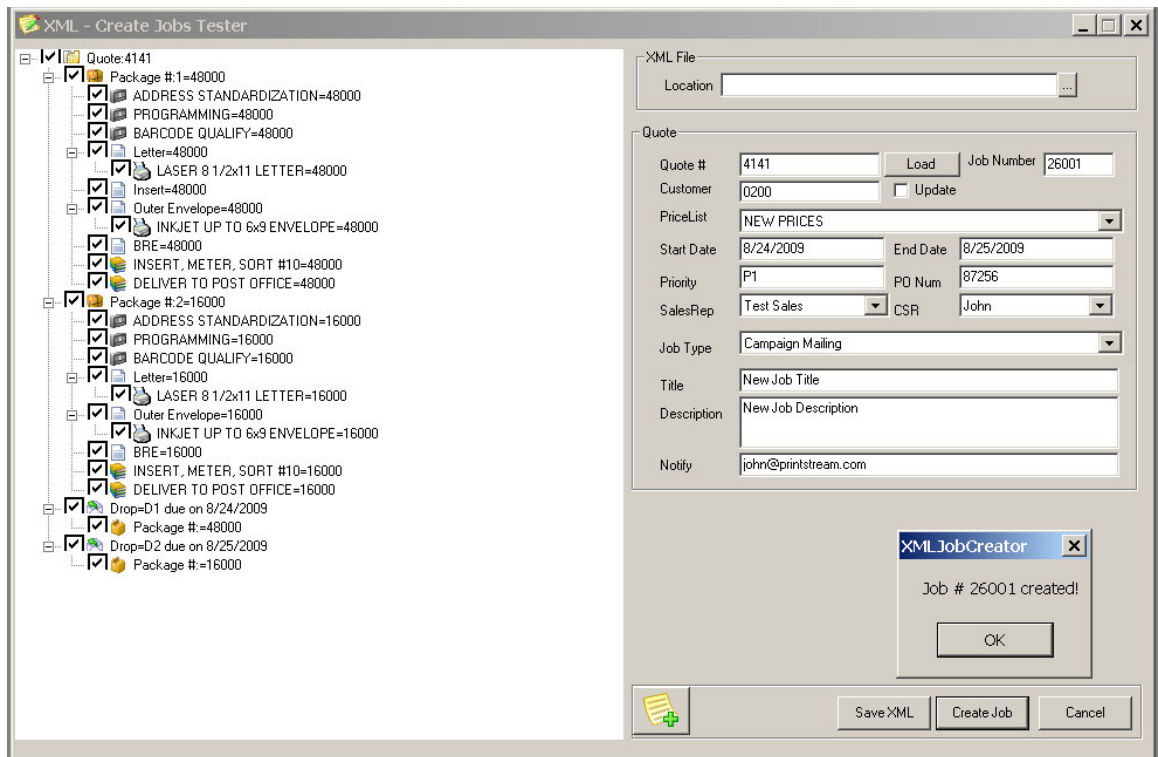 XML - Create Jobs Tester
Quote:4141
Package #:1=48000
ADDRESS STANDARDIZATION=48000
PROGRAMMING=48000
BARCODE QUALIFY=48000
Letter=48000
LASER 8 1/2x11 LETTER=48000
Insert=48000
Outer Envelope=48000
INKJET UP TO 6x9 ENVELOPE=48000
BRE=48000
INSERT, METER, SORT #10=48000
DELIVER TO POST OFFICE=48000
Package #:2=16000
ADDRESS STANDARDIZATION=16000
PROGRAMMING=16000
BARCODE QUALIFY=16000
Letter=16000
LASER 8 1/2x11 LETTER=16000
Outer Envelope=16000
INKJET UP TO 6x9 ENVELOPE=16000
BRE=16000
INSERT, METER, SORT #10=16000
DELIVER TO POST OFFICE=16000
Drop=D1 due on 8/24/2009
Package #:=48000
Drop=D2 due on 8/25/2009
Package #:=16000
XML File
Location ...
Quote
Quote # 4141 Load Job Number 26001
Customer 0200 Update
PriceList NEW PRICES
Start Date 8/24/2009 End Date 8/25/2009
Priority P1 PO Num 87256
SalesRep Test Sales CSR John
Job Type Campaign Mailing
Title New Job Title
Description New Job Description
Notify john@printstream.com
XMLJobCreator
Job # 26001 created!
OK
Save XML Create Job Cancel